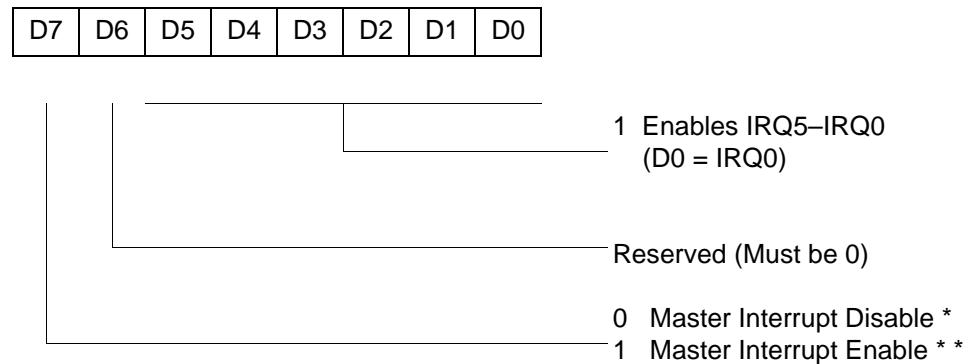 D7 D6 D5 D4 D3 D2 D1 D0
1 Enables IRQ5–IRQ0
(D0 = IRQ0)
Reserved (Must be 0)
0 Master Interrupt Disable *
1 Master Interrupt Enable * *